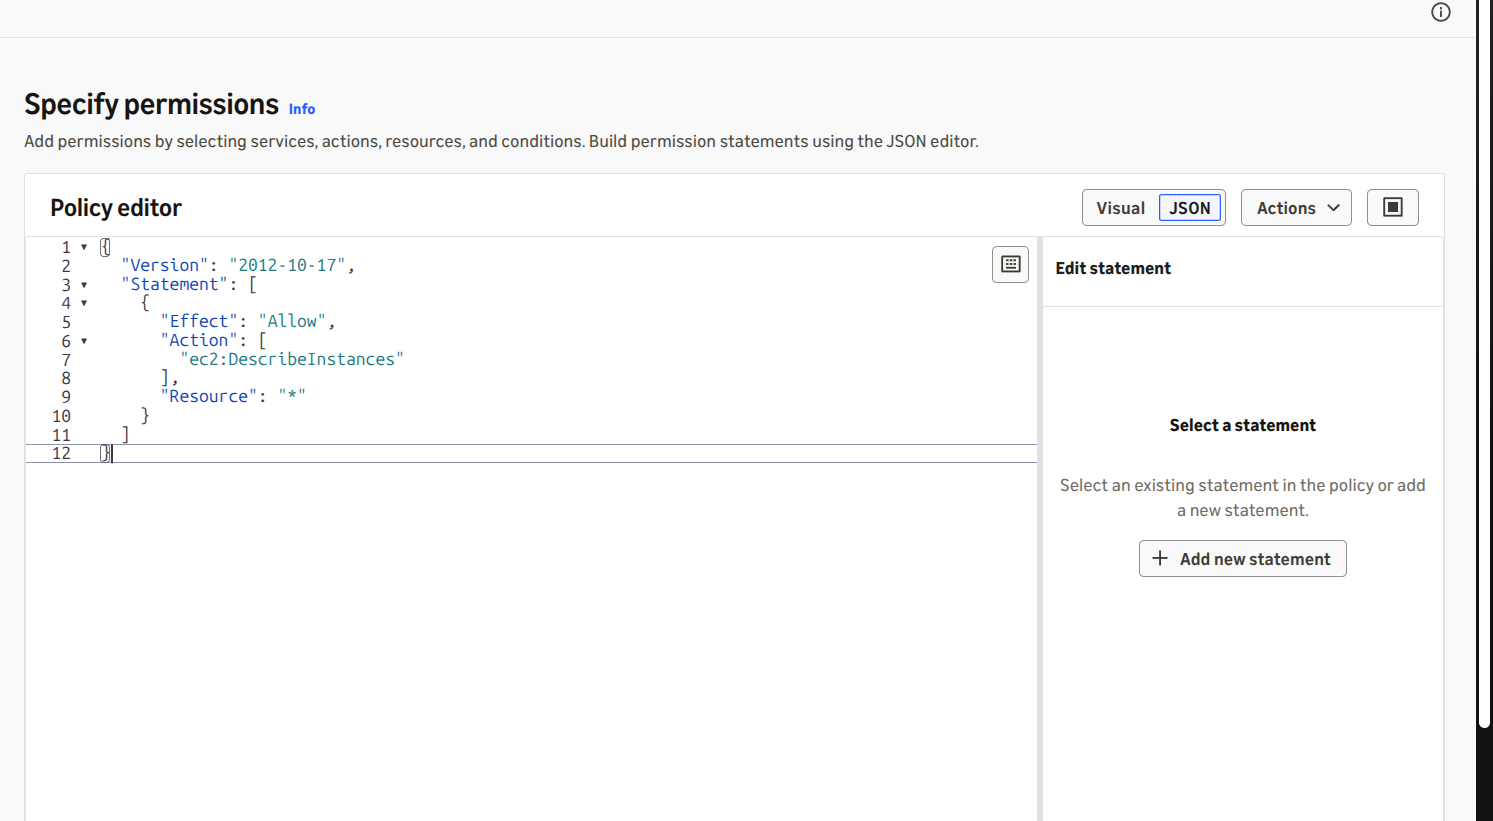 Specify permissions Info
Add permissions by selecting services, actions, resources, and conditions. Build permission statements using the JSON editor.
Policy editor
Visual JSON Actions
1 {
2 "Version": "2012-10-17",
3 "Statement": [
4 {
5 "Effect": "Allow",
6 "Action": [
7 "ec2:DescribeInstances"
8 ],
9 "Resource": "*"
10 }
11 ]
12 }
Edit statement
Select a statement
Select an existing statement in the policy or add
a new statement.
+ Add new statement